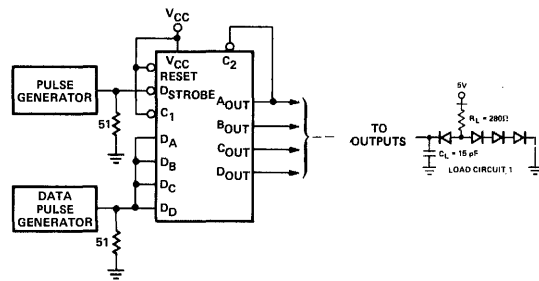 VCC
VCC
C2
RESET
DSTROBE
C1
PULSE
GENERATOR
51
DA
DB
DC
DD
DATA
PULSE
GENERATOR
51
AOUT
BOUT
COUT
DOUT
TO
OUTPUTS
5V
RL = 280Ω
CL = 15 pF
LOAD CIRCUIT 1